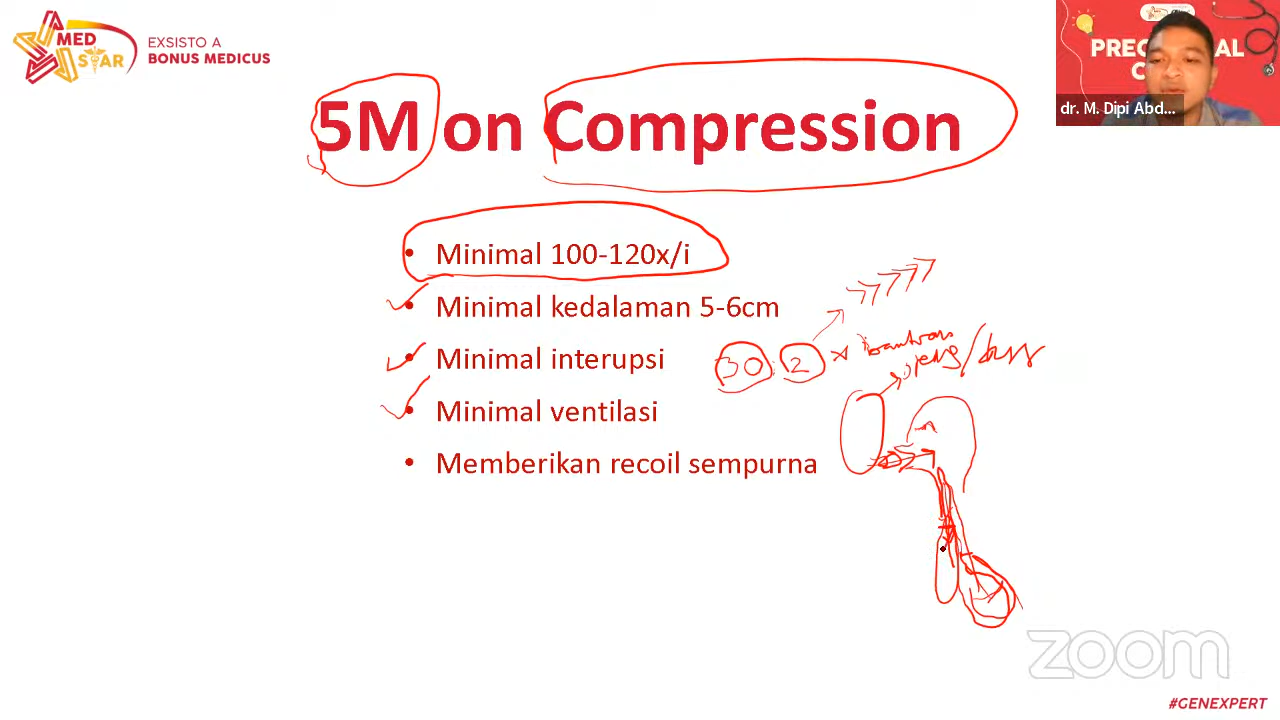 MED
STAR
EXSISTO A
BONUS MEDICUS
dr. M. Dipi Abd...
5M on Compression
• Minimal 100-120x/i
• Minimal kedalaman 5-6cm
• Minimal interupsi
30 : 2
• Minimal ventilasi
• Memberikan recoil sempurna
zoom
#GENEXPERT